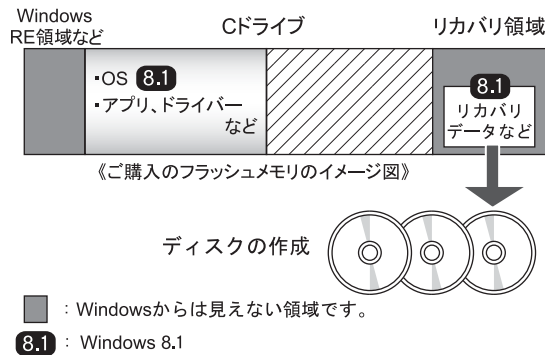 Windows
RE領域など
Cドライブ
リカバリ領域
・OS 8.1
・アプリ、ドライバー
など
8.1
リカバリ
データなど
《ご購入のフラッシュメモリのイメージ図》
ディスクの作成
：Windowsからは見えない領域です。
8.1 ：Windows 8.1